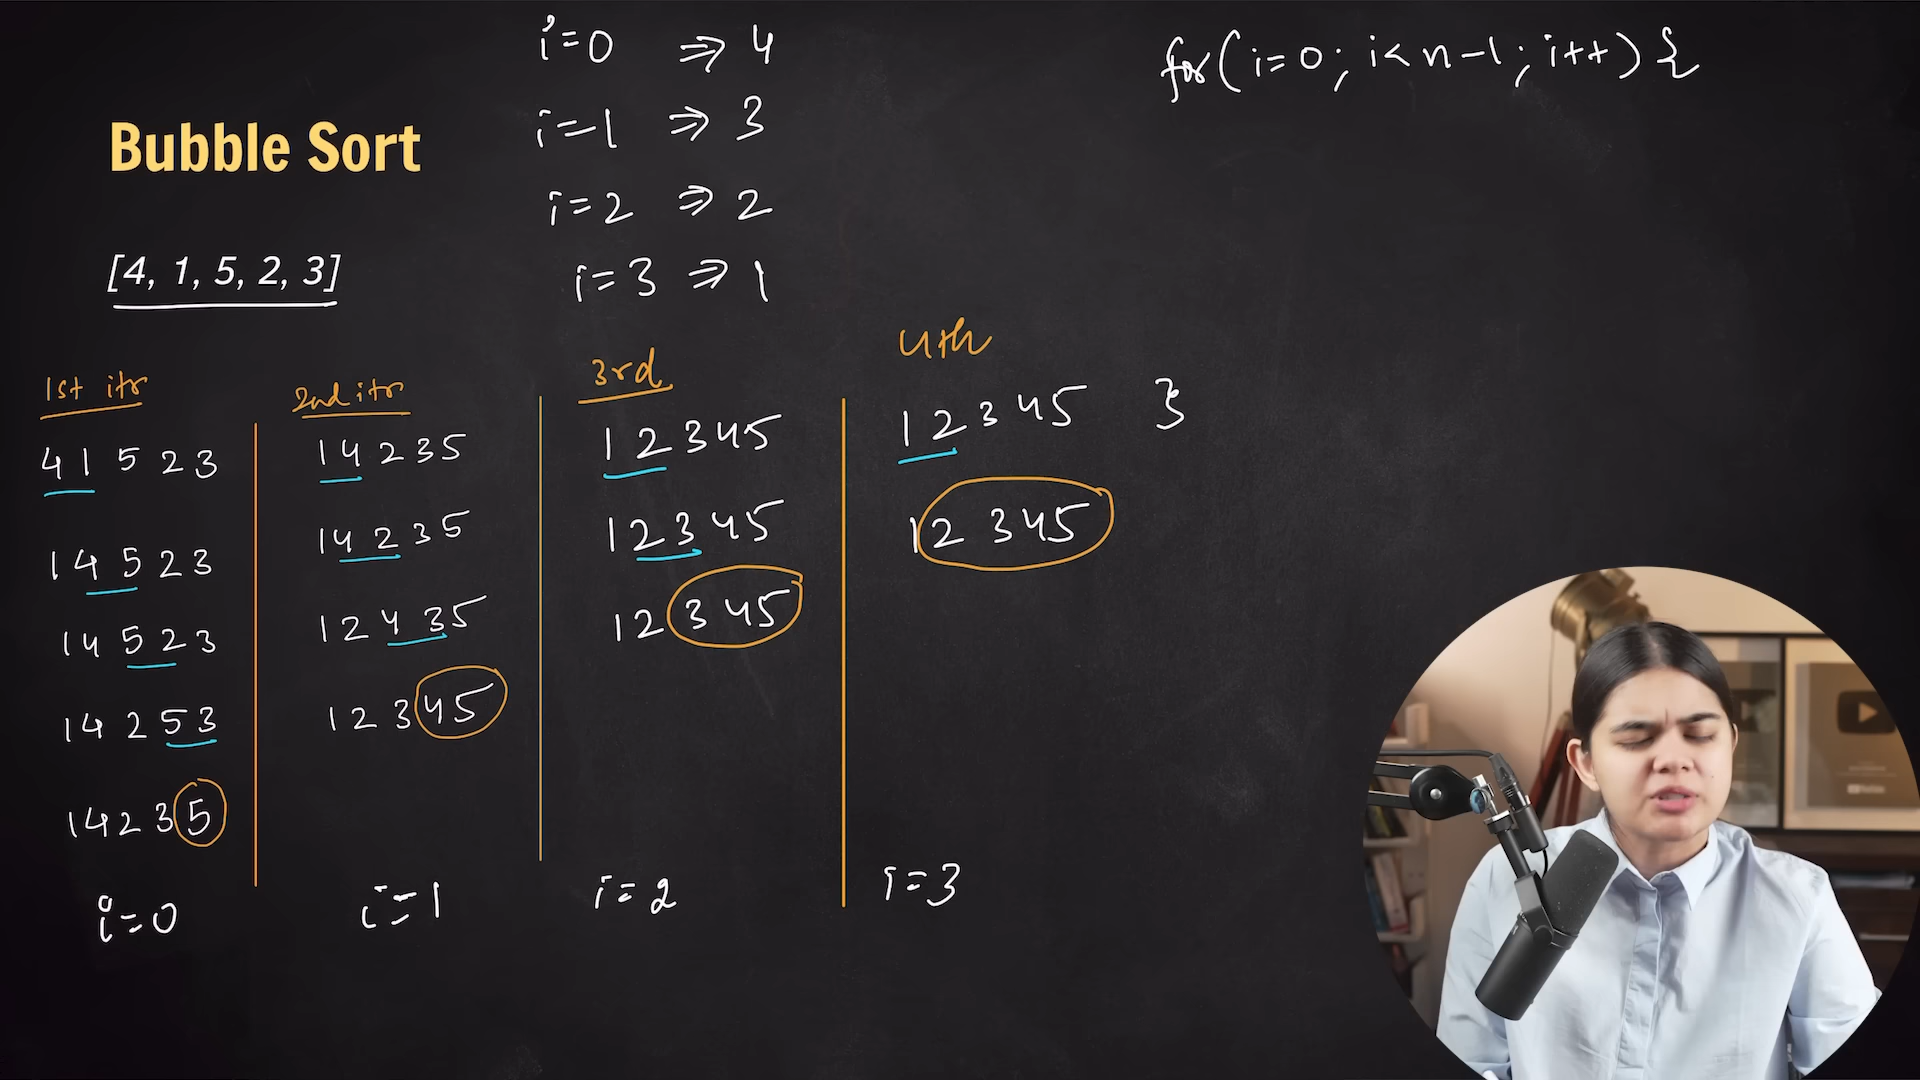 i=0 ⇒ 4
for(i=0; i<n-1; i++) {
i=1 ⇒ 3
Bubble Sort
i=2 ⇒ 2
[4, 1, 5, 2, 3]
i=3 ⇒ 1
1st itr
4 1 5 2 3
1 4 5 2 3
1 4 5 2 3
1 4 2 5 3
1 4 2 3 5
i=0
2nd itr
1 4 2 3 5
1 4 2 3 5
1 2 4 3 5
1 2 3 4 5
i=1
3rd
1 2 3 4 5
1 2 3 4 5
1 2 3 4 5
i=2
4th
1 2 3 4 5
1 2 3 4 5
i=3
}